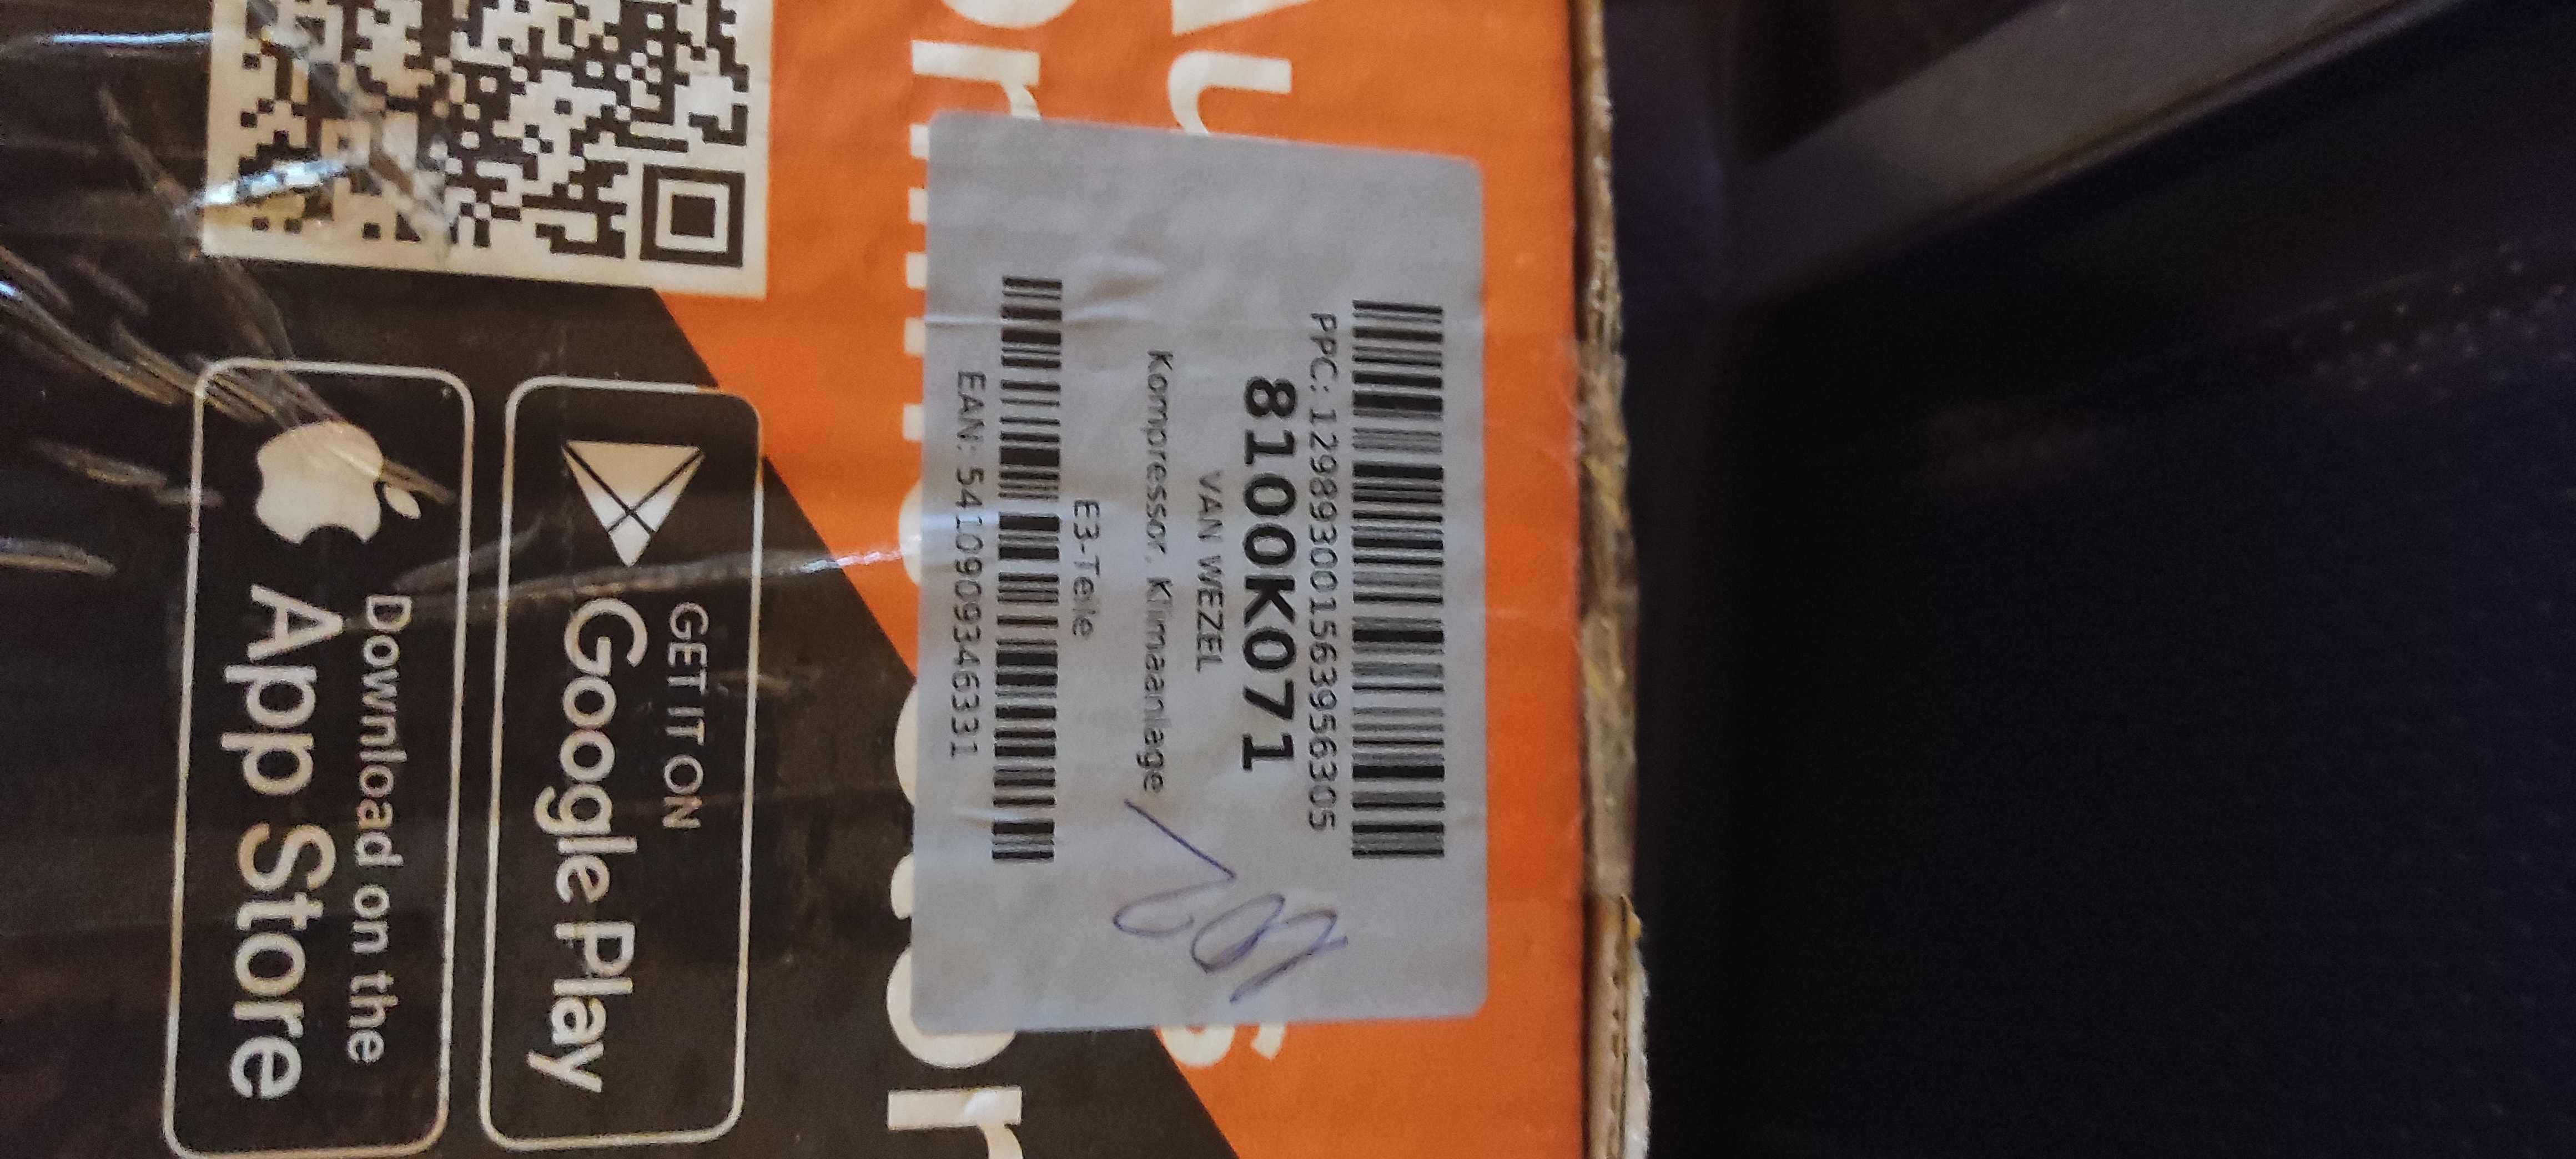 PPC: 129893001563956305
8100K071
VAN WEZEL
Kompressor, Klimaanlage
E3-Teile
EAN: 5410909346331
GET IT ON
Google Play
Download on the
App Store